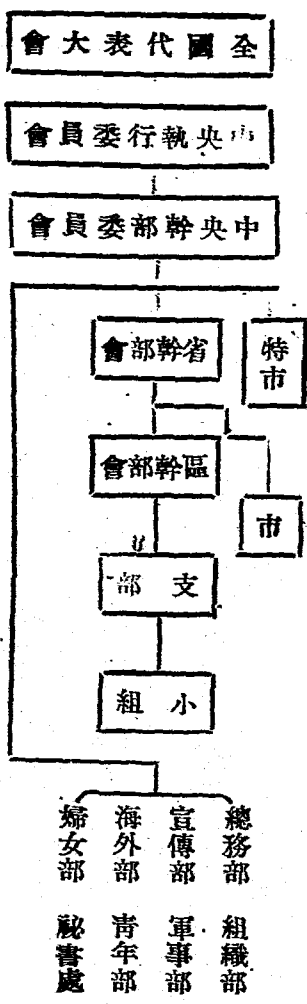 全國代表大會
中央執行委員會
中央幹部委員會
特市
省幹部會
市
區幹部會
支部
小組
總務部 組織部
宣傳部 軍事部
海外部 青年部
婦女部 祕書處